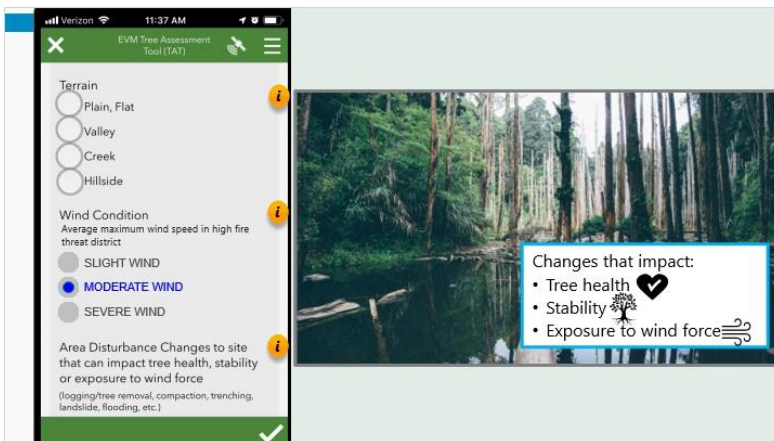 Verizon 11:37 AM
EVM Tree Assessment
Tool (TAT)
Terrain
i
Plain, Flat
Valley
Creek
Hillside
Wind Condition
i
Average maximum wind speed in high fire
threat district
SLIGHT WIND
MODERATE WIND
SEVERE WIND
Area Disturbance Changes to site
i
that can impact tree health, stability
or exposure to wind force
(logging/tree removal, compaction, trenching,
landslide, flooding, etc.)
Changes that impact:
• Tree health
• Stability
• Exposure to wind force